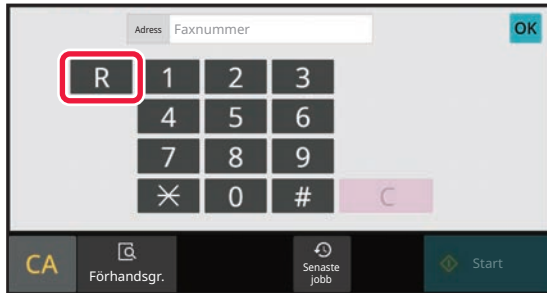 Adress Faxnummer OK
R 1 2 3
4 5 6
7 8 9
* 0 # C
CA Förhandsgr. Senaste
jobb Start